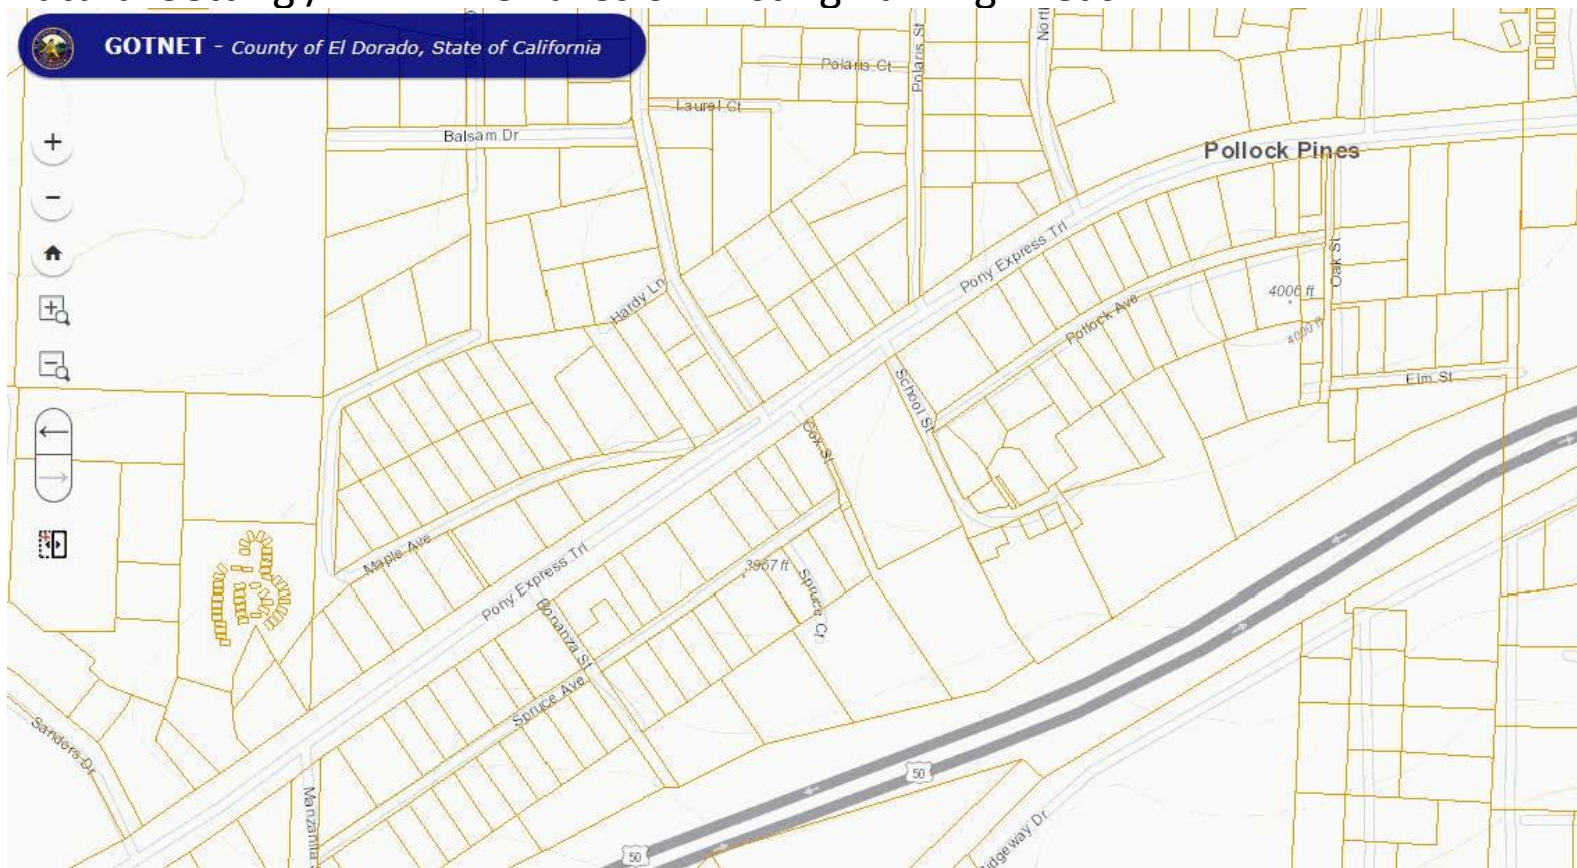 GOTNET - County of El Dorado, State of California
Polaris Ct
Polaris St
Laurel Ct
Balsam Dr
Pollock Pines
Pony Express Trl
Oak St
Hardy Ln
4006 ft
Pollock Ave
4000 ft
Elm St
School St
Cox St
Maple Ave
3967 ft
Pony Express Trl
Spruce Ct
Bonanza St
Spruce Ave
Sanders Dr
Manzanita
50
50